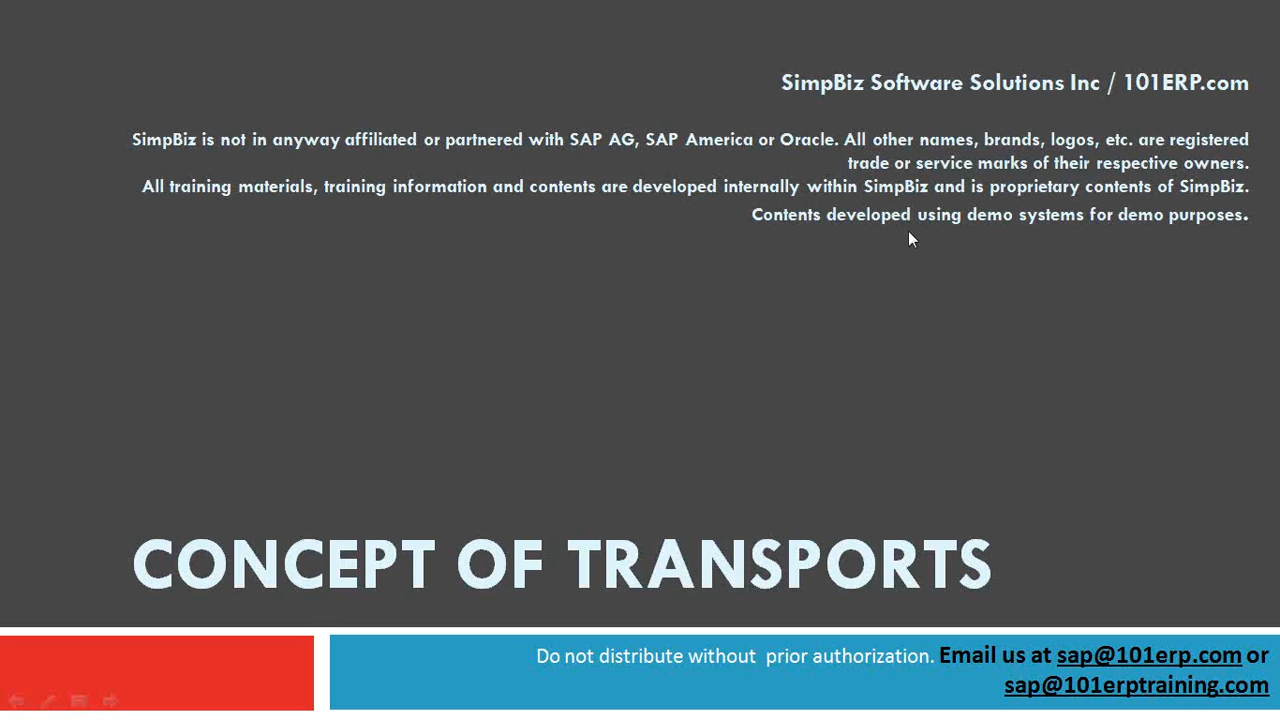 SimpBiz Software Solutions Inc / 101ERP.com
SimpBiz is not in anyway affiliated or partnered with SAP AG, SAP America or Oracle. All other names, brands, logos, etc. are registered
trade or service marks of their respective owners.
All training materials, training information and contents are developed internally within SimpBiz and is proprietary contents of SimpBiz.
Contents developed using demo systems for demo purposes.
CONCEPT OF TRANSPORTS
Do not distribute without prior authorization. Email us at sap@101erp.com or
sap@101erptraining.com